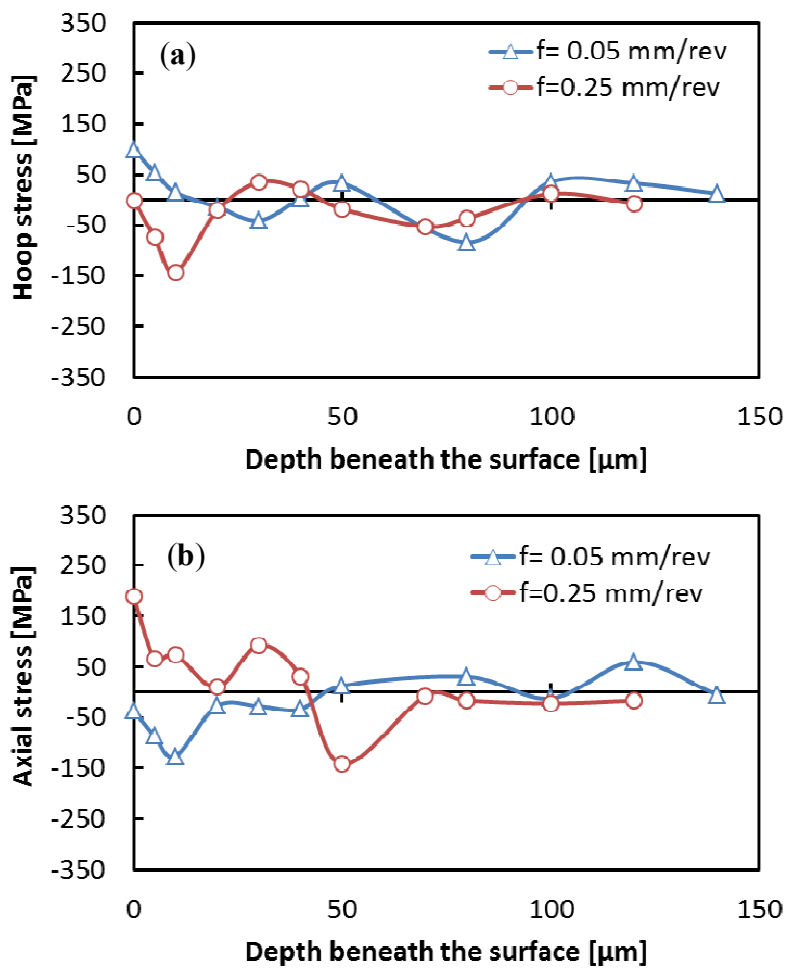 350
(a)
f= 0.05 mm/rev
250
f=0.25 mm/rev
150
50
-50
-150
-250
-350
Hoop stress [MPa]
0 50 100 150
Depth beneath the surface [µm]
350
(b)
f= 0.05 mm/rev
250
f=0.25 mm/rev
150
50
-50
-150
-250
-350
Axial stress [MPa]
0 50 100 150
Depth beneath the surface [µm]